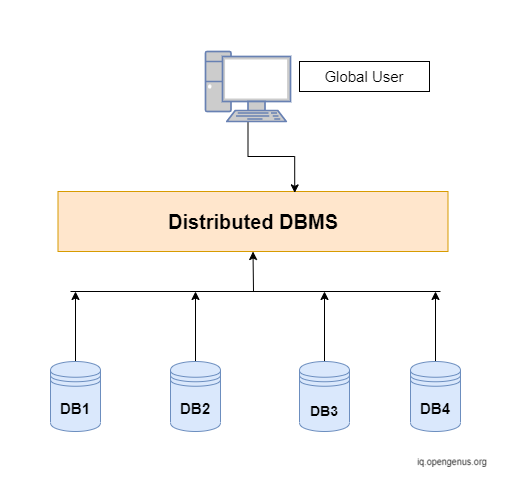 Global User
Distributed DBMS
DB1
DB2
DB3
DB4
iq.opengenus.org